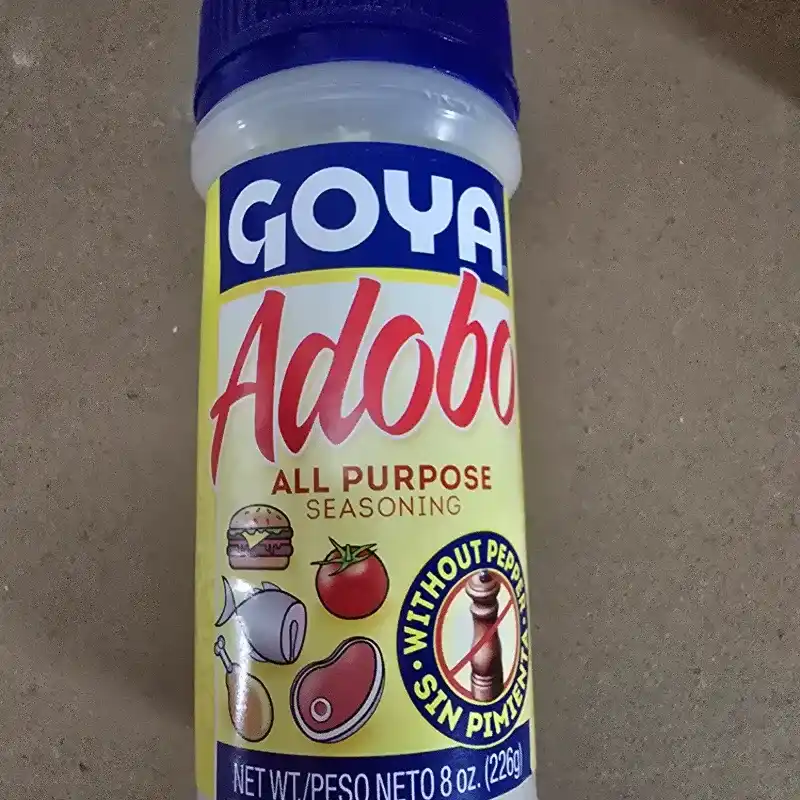 GOYA
Adobo
ALL PURPOSE
SEASONING
WITHOUT PEPPER
• SIN PIMIENTA •
NET WT./PESO NETO 8 oz. (226g)